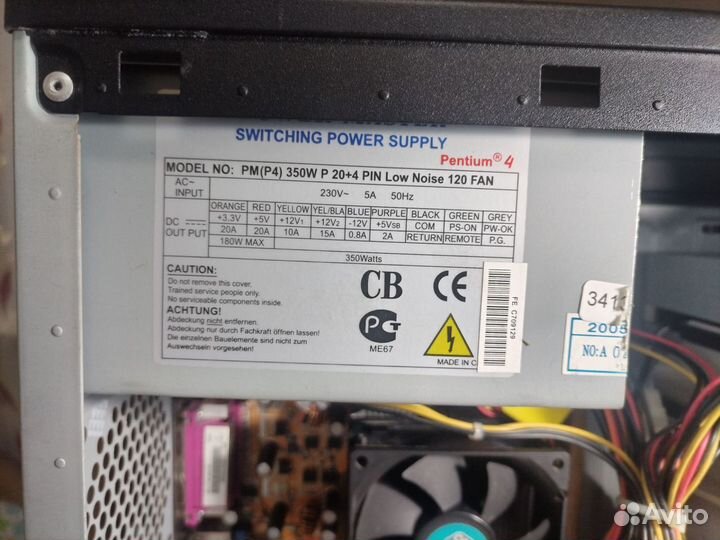 SWITCHING POWER SUPPLY
Pentium® 4
MODEL NO: PM(P4) 350W P 20+4 PIN Low Noise 120 FAN
AC~ INPUT 230V~ 5A 50Hz
ORANGE RED YELLOW YEL/BLA BLUE PURPLE BLACK GREEN GREY
DC OUT PUT +3.3V +5V +12V1 +12V2 -12V +5VSB COM PS-ON PW-OK
20A 20A 10A 15A 0.8A 2A RETURN REMOTE P.G.
180W MAX
350Watts
CAUTION:
Do not remove this cover.
Trained service people only.
No serviceable components inside.
ACHTUNG!
Abdeckung nicht entfernen.
Abdeckung nur durch Fachkraft öffnen lassen!
Die einzelnen Bauelemente sind nicht zum
Auswechseln vorgesehen!
CB CE
PG
ME67
MADE IN C
FE. C709129
341
2005
NO:A 0
Avito